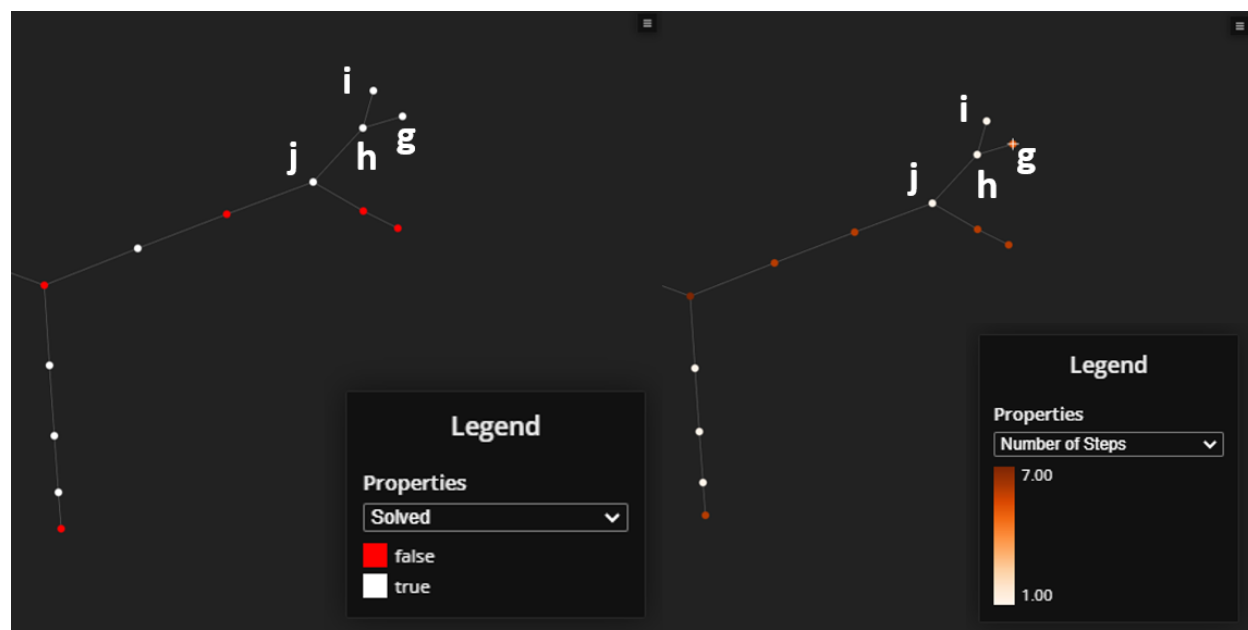 i
g
h
j
Legend
Properties
Solved
false
true
i
g
h
j
Legend
Properties
Number of Steps
7.00
1.00